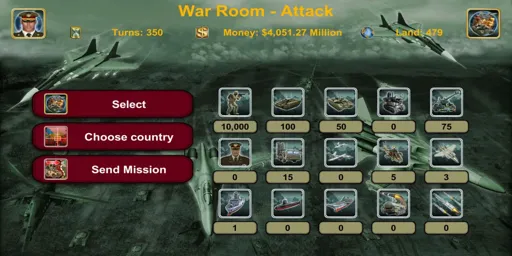 War Room - Attack
Turns: 350 Money: $4,051.27 Million Land: 479
Select
Choose country
Send Mission
10,000 100 50 0 75
0 15 0 5 3
1 0 0 0 0